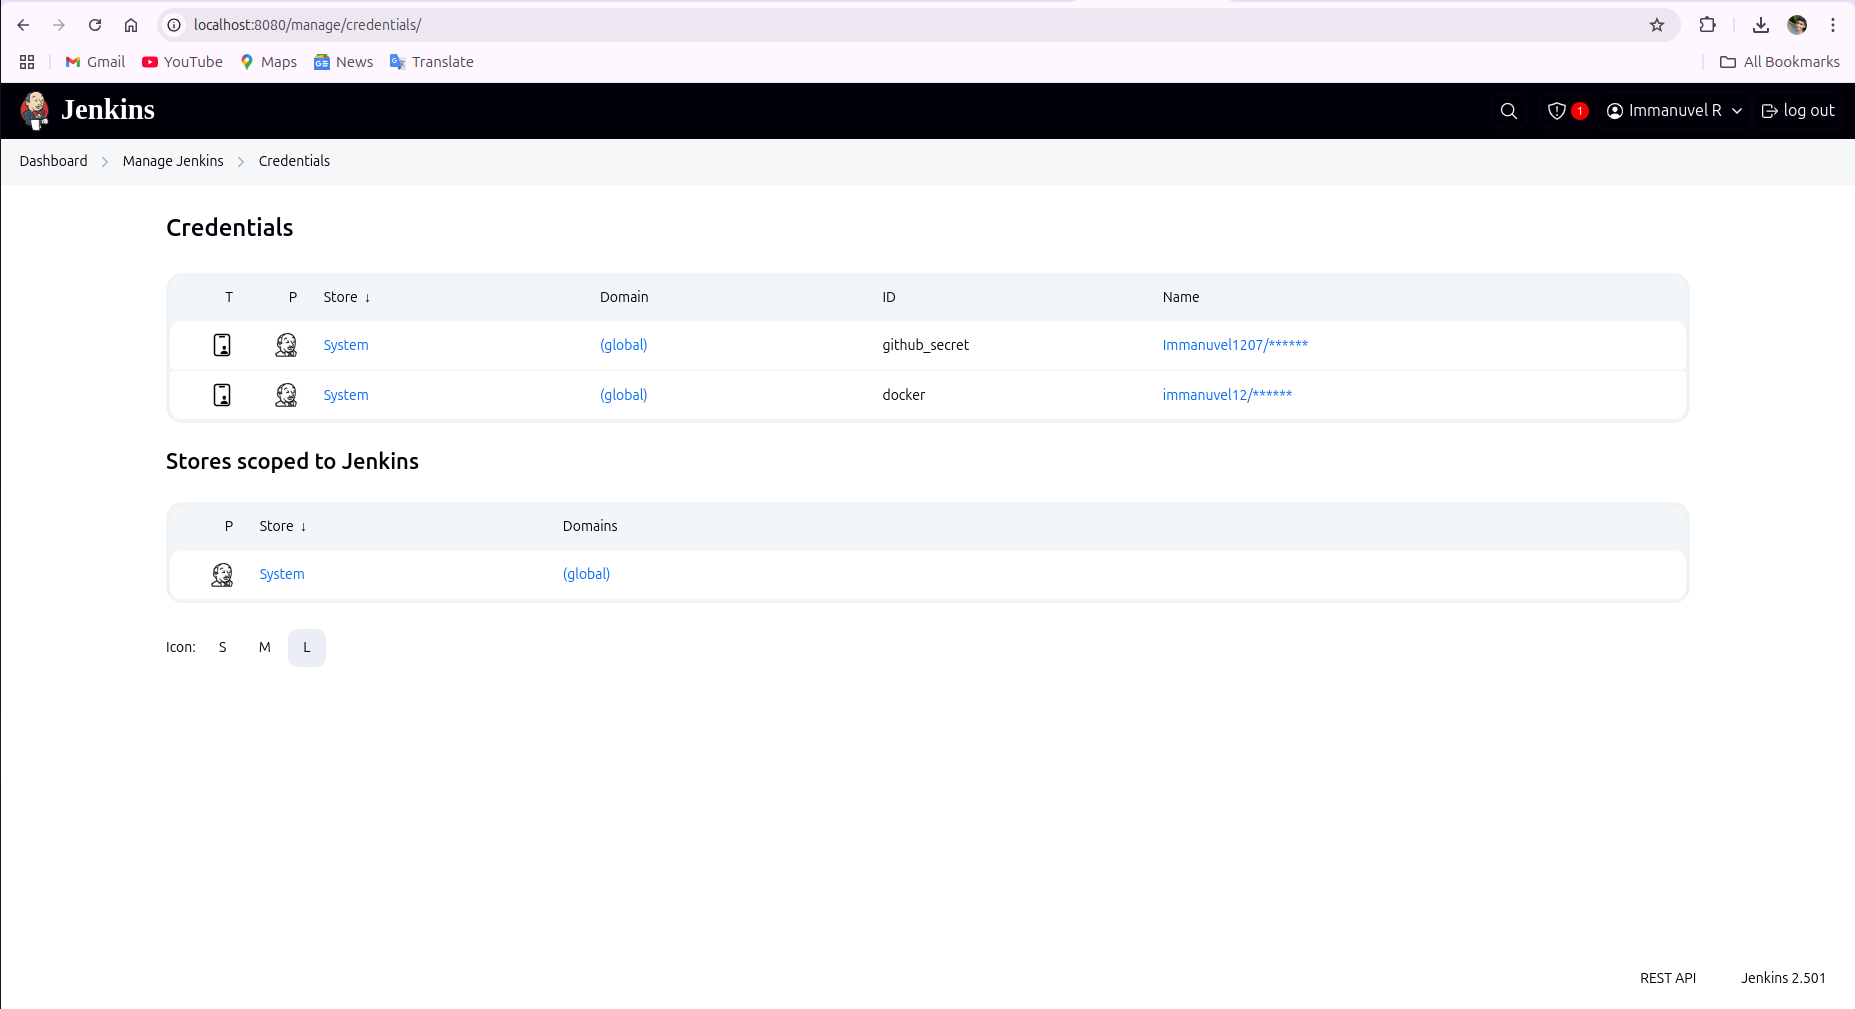 localhost:8080/manage/credentials/
Gmail YouTube Maps News Translate All Bookmarks
Jenkins 1 Immanuvel R log out
Dashboard Manage Jenkins Credentials
Credentials
T P Store ↓ Domain ID Name
System (global) github_secret Immanuvel1207/******
System (global) docker immanuvel12/******
Stores scoped to Jenkins
P Store ↓ Domains
System (global)
Icon: S M L
REST API Jenkins 2.501